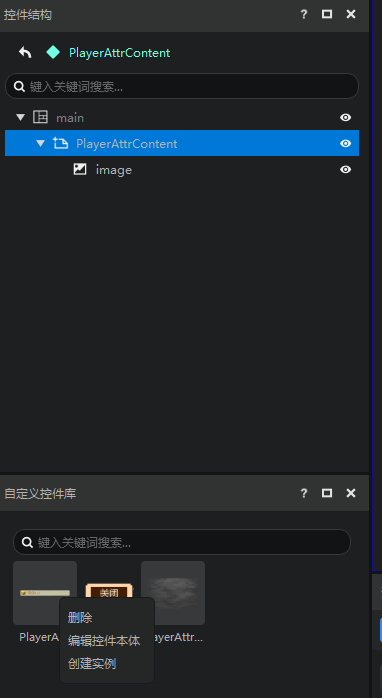 控件结构
?
PlayerAttrContent
键入关键词搜索...
main
PlayerAttrContent
image
自定义控件库
?
键入关键词搜索...
关闭
PlayerA
ayerAttr...
删除
编辑控件本体
创建实例